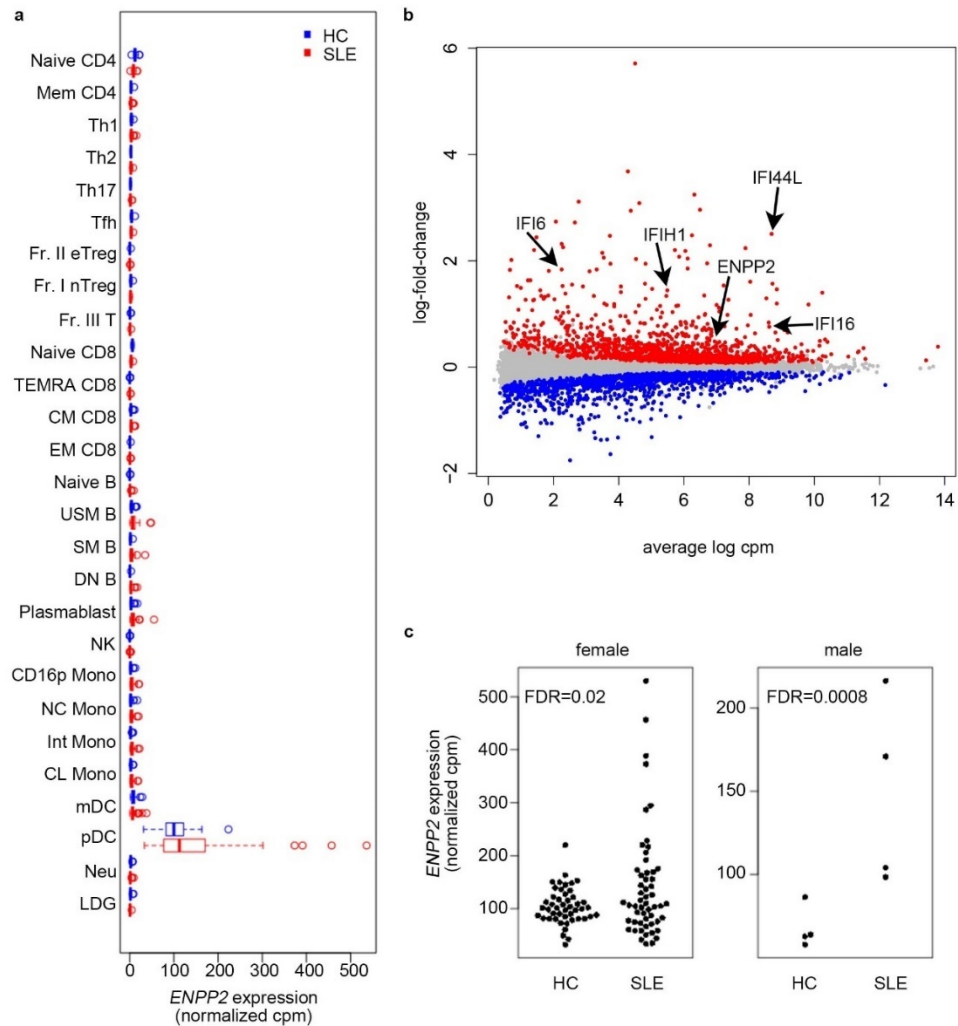 a
HC
SLE
Naive CD4
Mem CD4
Th1
Th2
Th17
Tfh
Fr. II eTreg
Fr. I nTreg
Fr. III T
Naive CD8
TEMRA CD8
CM CD8
EM CD8
Naive B
USM B
SM B
DN B
Plasmablast
NK
CD16p Mono
NC Mono
Int Mono
CL Mono
mDC
pDC
Neu
LDG
0 100 200 300 400 500
ENPP2 expression
(normalized cpm)
b
6
4
2
0
−2
log-fold-change
IFI6
IFIH1
IFI44L
ENPP2
IFI16
0 2 4 6 8 10 12 14
average log cpm
c
female
FDR=0.02
500
400
300
200
100
ENPP2 expression
(normalized cpm)
HC SLE
male
FDR=0.0008
200
150
100
HC SLE